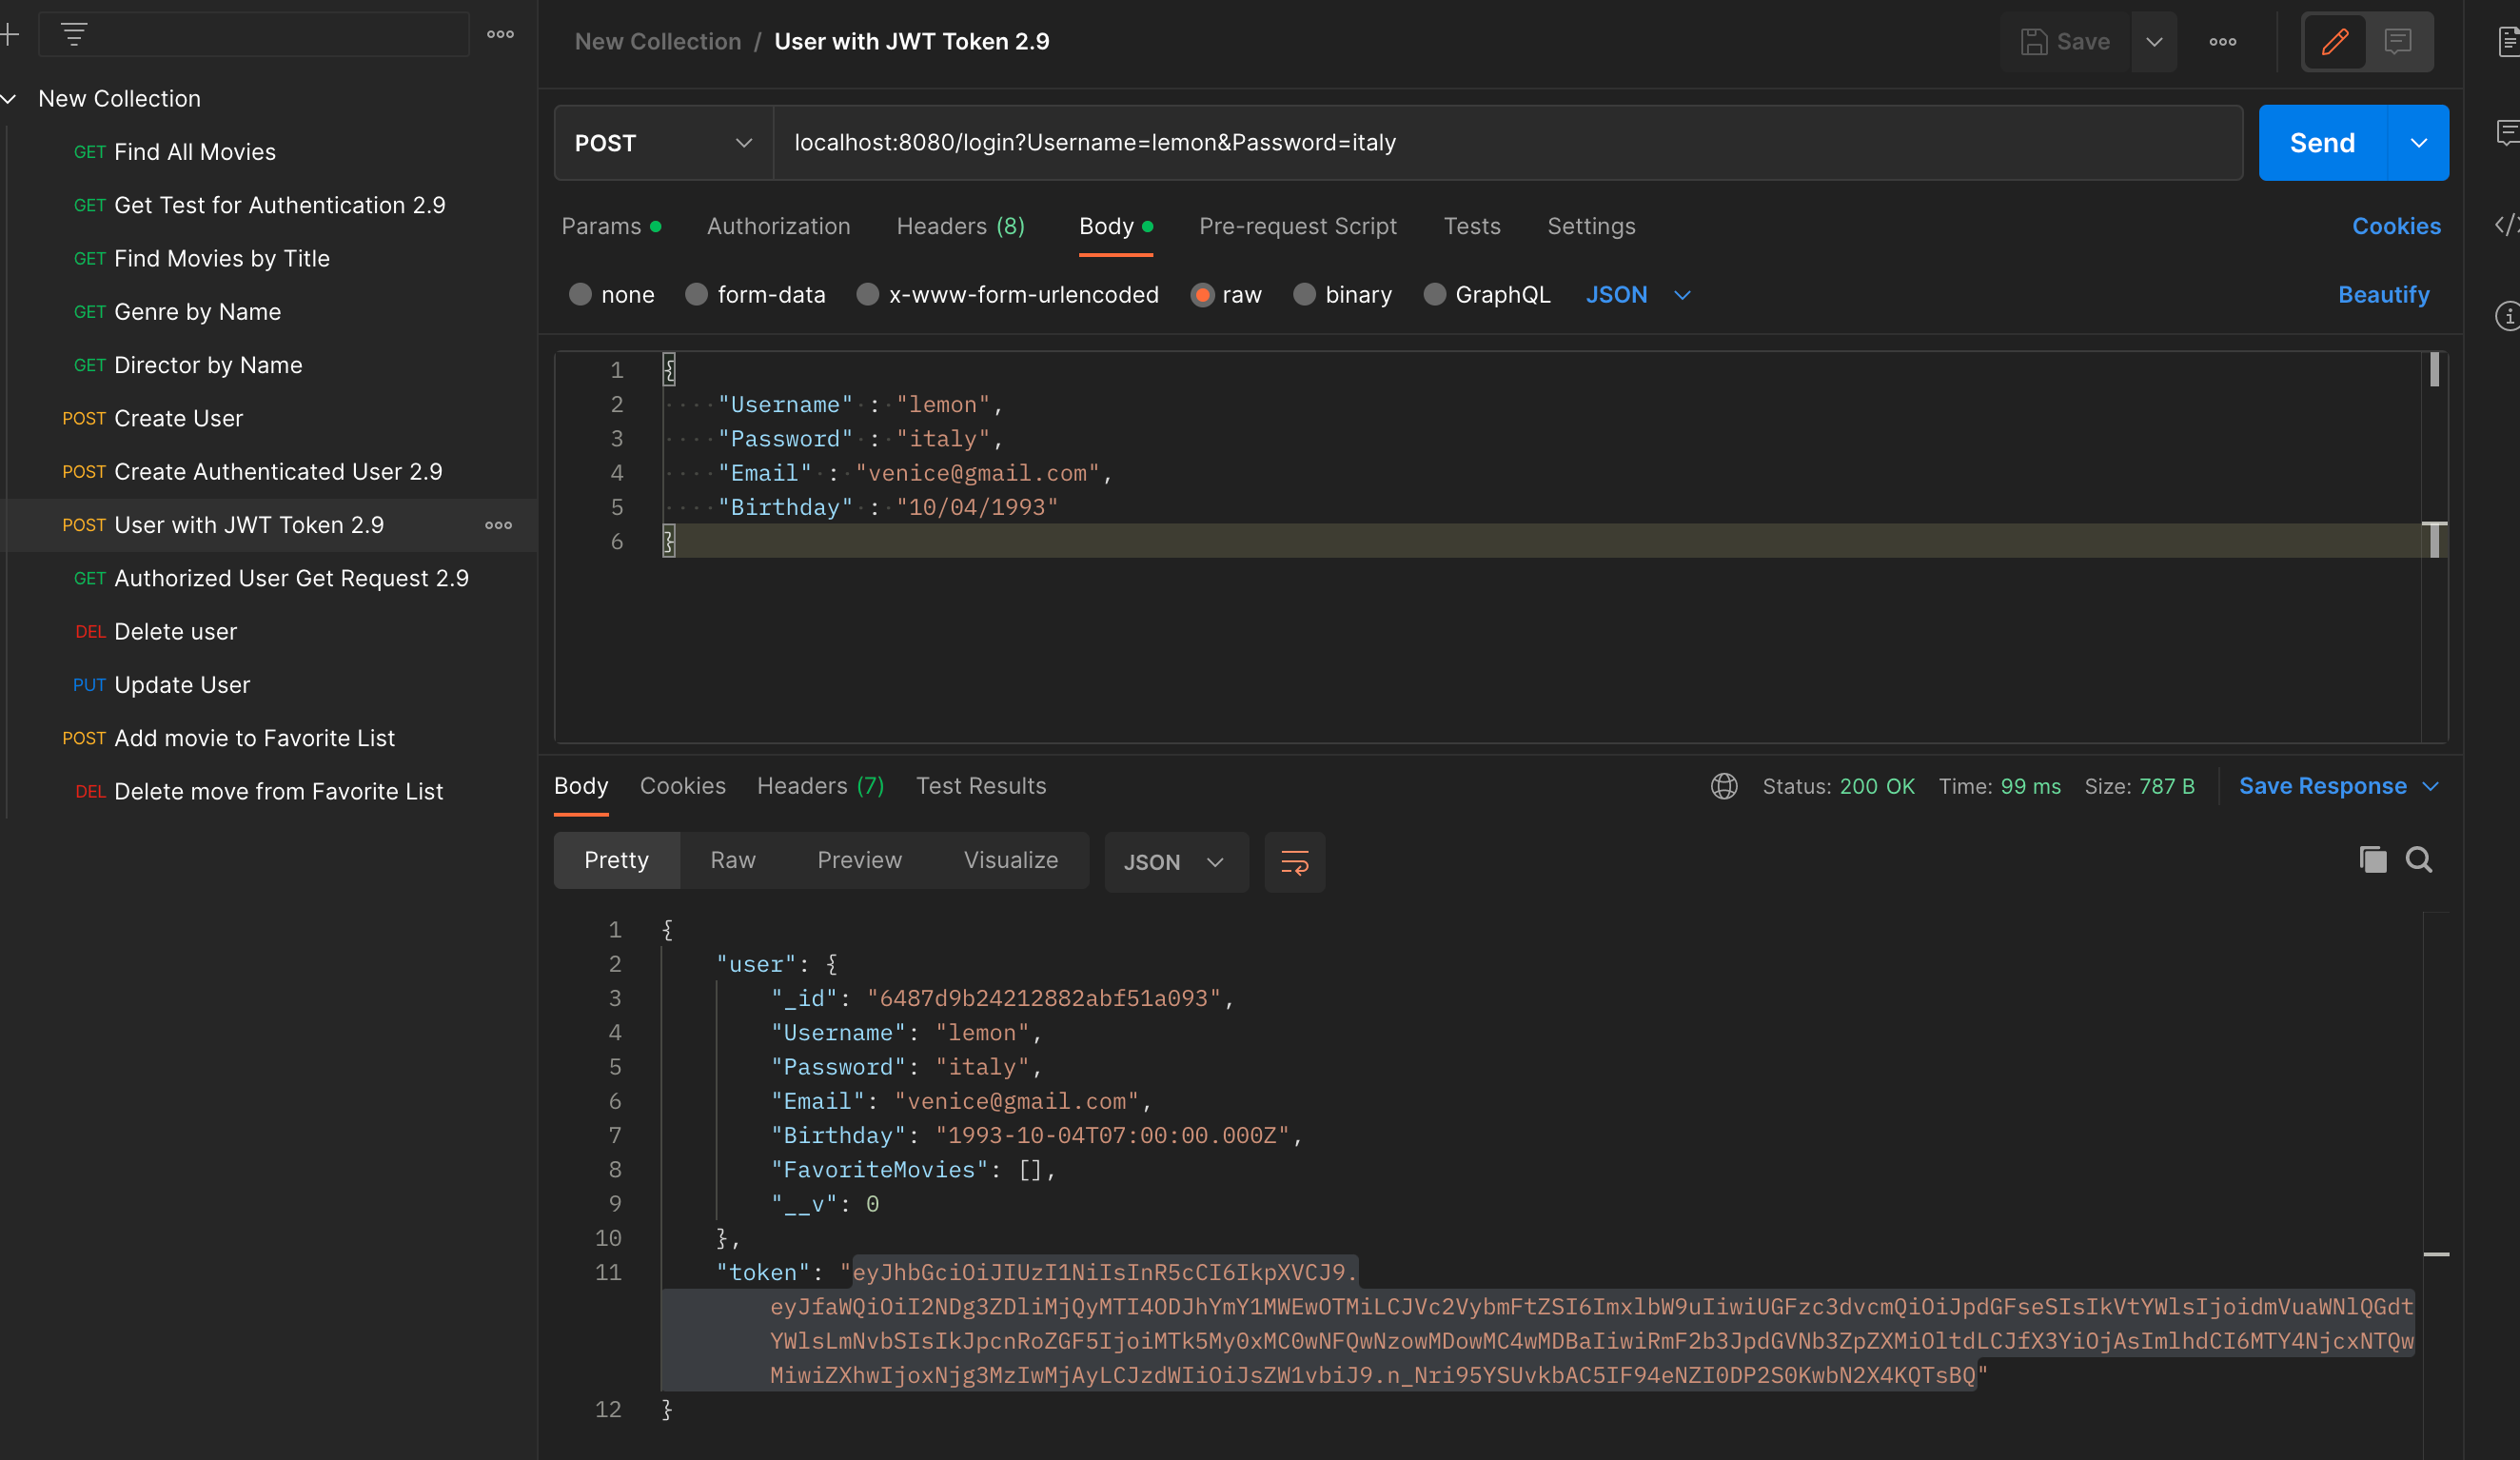 New Collection
GET Find All Movies
GET Get Test for Authentication 2.9
GET Find Movies by Title
GET Genre by Name
GET Director by Name
POST Create User
POST Create Authenticated User 2.9
POST User with JWT Token 2.9
GET Authorized User Get Request 2.9
DEL Delete user
PUT Update User
POST Add movie to Favorite List
DEL Delete move from Favorite List
New Collection / User with JWT Token 2.9
Save
POST localhost:8080/login?Username=lemon&Password=italy Send
Params Authorization Headers (8) Body Pre-request Script Tests Settings Cookies
none form-data x-www-form-urlencoded raw binary GraphQL JSON Beautify
1 {
2 "Username" : "lemon",
3 "Password" : "italy",
4 "Email" : "venice@gmail.com",
5 "Birthday" : "10/04/1993"
6 }
Body Cookies Headers (7) Test Results Status: 200 OK Time: 99 ms Size: 787 B Save Response
Pretty Raw Preview Visualize JSON
1 {
2 "user": {
3 "_id": "6487d9b24212882abf51a093",
4 "Username": "lemon",
5 "Password": "italy",
6 "Email": "venice@gmail.com",
7 "Birthday": "1993-10-04T07:00:00.000Z",
8 "FavoriteMovies": [],
9 "__v": 0
10 },
11 "token": "eyJhbGciOiJIUzI1NiIsInR5cCI6IkpXVCJ9.
eyJfaWQiOiI2NDg3ZDliMjQyMTI4ODJhYmY1MWEwOTMiLCJVc2VybmFtZSI6ImxlbW9uIiwiUGFzc3dvcmQiOiJpdGFseSIsIkVtYWlsIjoidmVuaWNlQGdt
YWlsLmNvbSIsIkJpcnRoZGF5IjoiMTk5My0xMC0wNFQwNzowMDowMC4wMDBaIiwiRmF2b3JpdGVNb3ZpZXMiOltdLCJfX3YiOjAsImlhdCI6MTY4NjcxNTQw
MiwiZXhwIjoxNjg3MzIwMjAyLCJzdWIiOiJsZW1vbiJ9.n_Nri95YSUvkbAC5IF94eNZI0DP2S0KwbN2X4KQTsBQ"
12 }